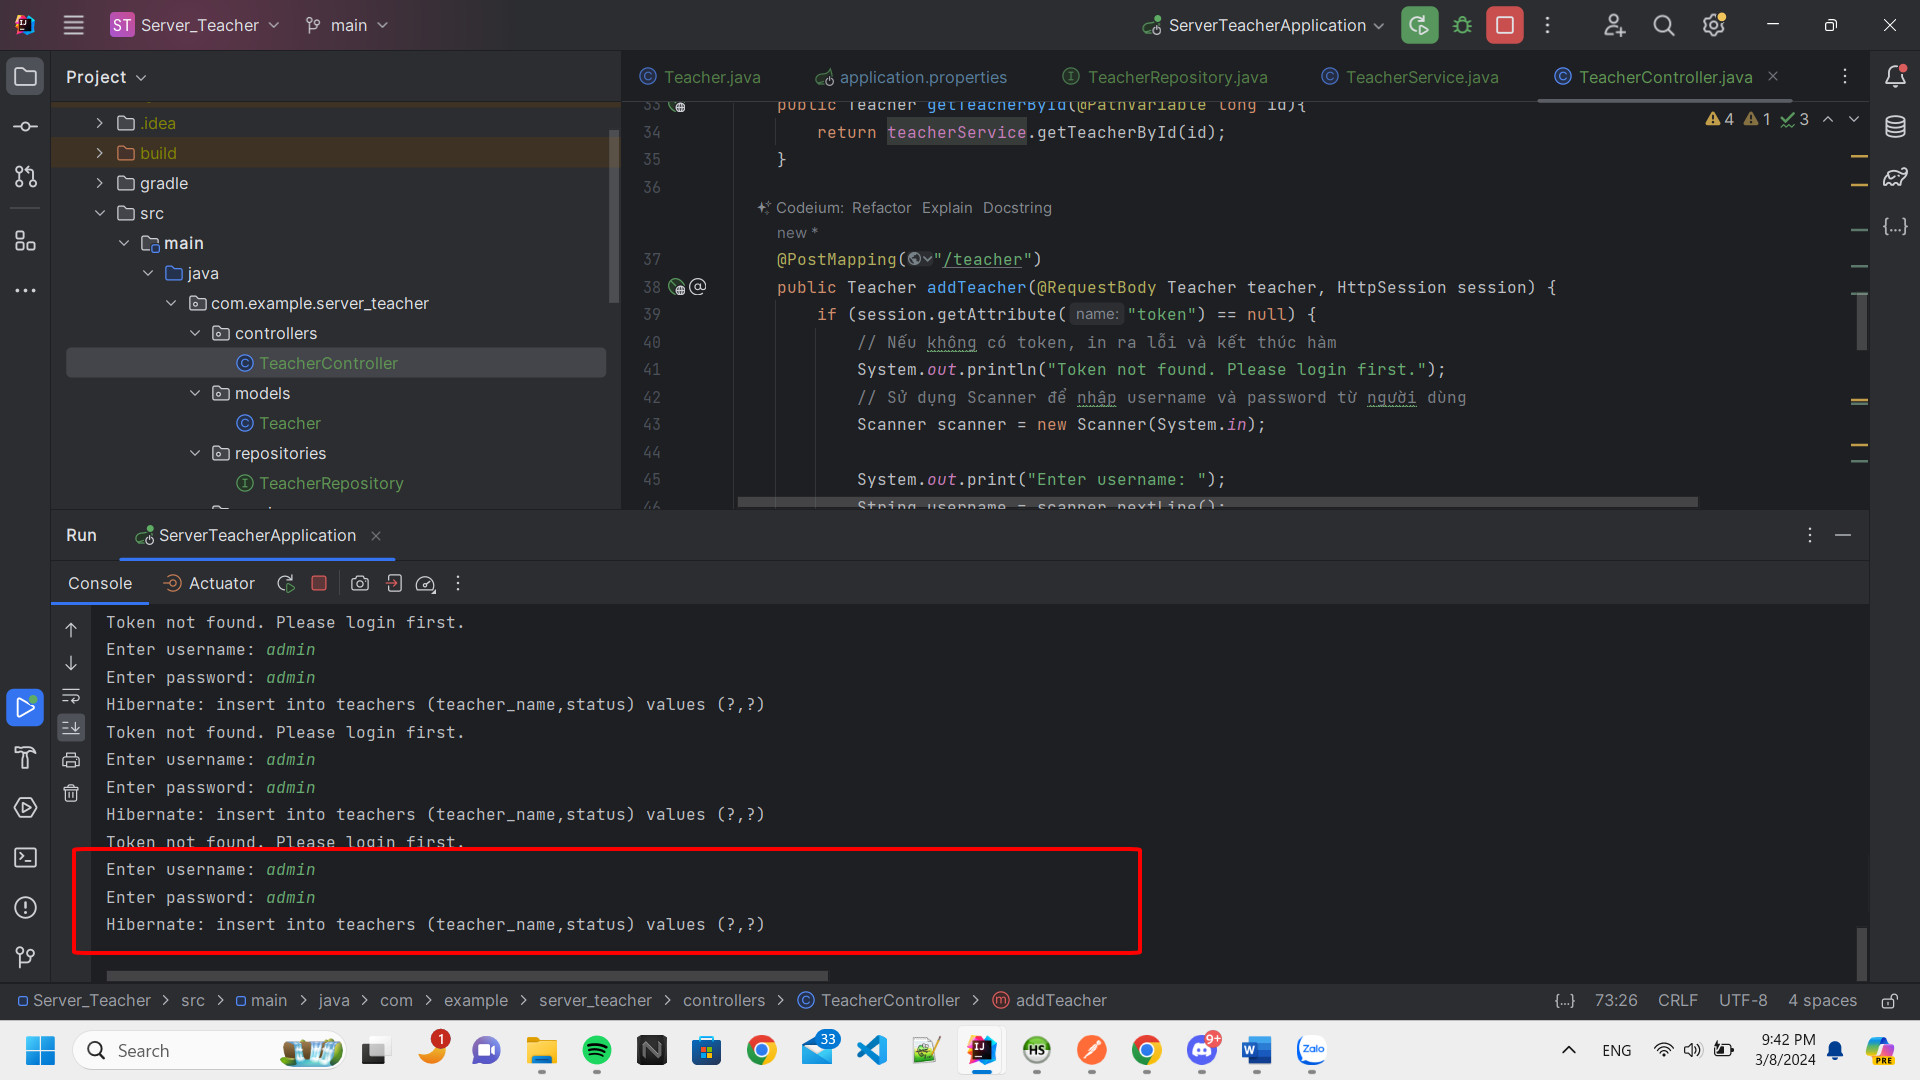 ST Server_Teacher main ServerTeacherApplication
Project
Teacher.java application.properties TeacherRepository.java TeacherService.java TeacherController.java
.idea
build
gradle
src
main
java
com.example.server_teacher
controllers
TeacherController
models
Teacher
repositories
TeacherRepository
4 1 3
33 public Teacher getTeacherById(@PathVariable long id){
34 return teacherService.getTeacherById(id);
35 }
36
Codeium: Refactor Explain Docstring
new *
37 @PostMapping("/teacher")
38 public Teacher addTeacher(@RequestBody Teacher teacher, HttpSession session) {
39 if (session.getAttribute( name: "token") == null) {
40 // Nếu không có token, in ra lỗi và kết thúc hàm
41 System.out.println("Token not found. Please login first.");
42 // Sử dụng Scanner để nhập username và password từ người dùng
43 Scanner scanner = new Scanner(System.in);
44
45 System.out.print("Enter username: ");
46 String username = scanner.nextLine();
Run ServerTeacherApplication
Console Actuator
Token not found. Please login first.
Enter username: admin
Enter password: admin
Hibernate: insert into teachers (teacher_name,status) values (?,?)
Token not found. Please login first.
Enter username: admin
Enter password: admin
Hibernate: insert into teachers (teacher_name,status) values (?,?)
Token not found. Please login first.
Enter username: admin
Enter password: admin
Hibernate: insert into teachers (teacher_name,status) values (?,?)
Server_Teacher > src > main > java > com > example > server_teacher > controllers > TeacherController > addTeacher
{...} 73:26 CRLF UTF-8 4 spaces
Search
1
33
HS
9+
Zalo
ENG
9:42 PM
3/8/2024
PRE